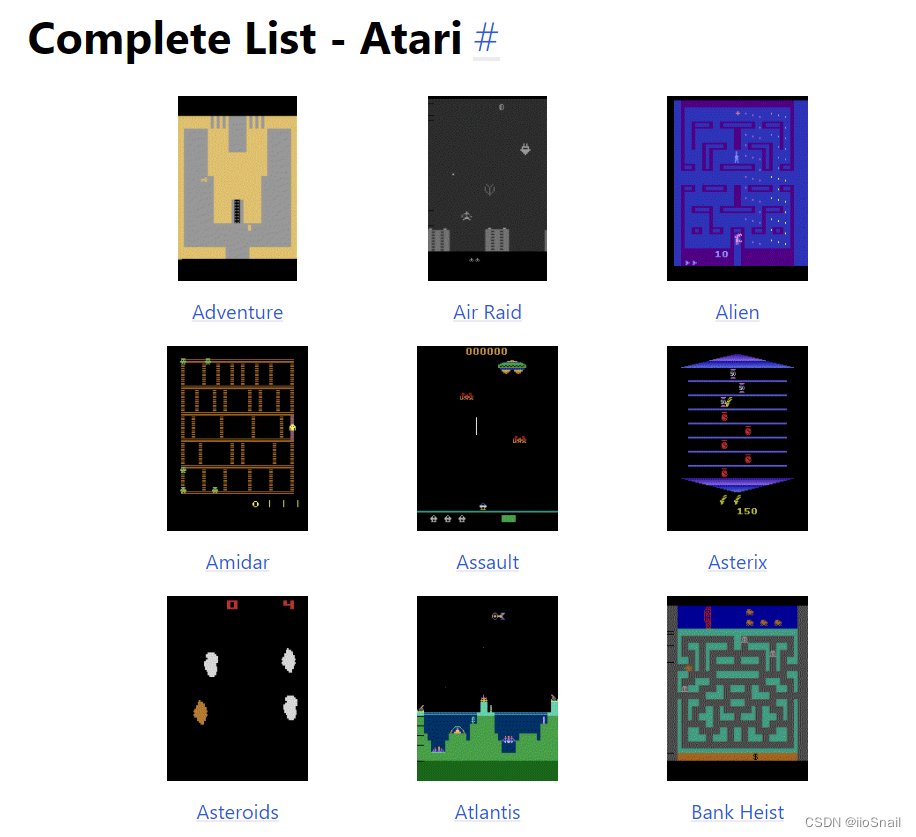 Complete List - Atari #
10
Adventure Air Raid Alien
000000
150
Amidar Assault Asterix
0 4
Asteroids Atlantis Bank Heist
CSDN @iioSnail